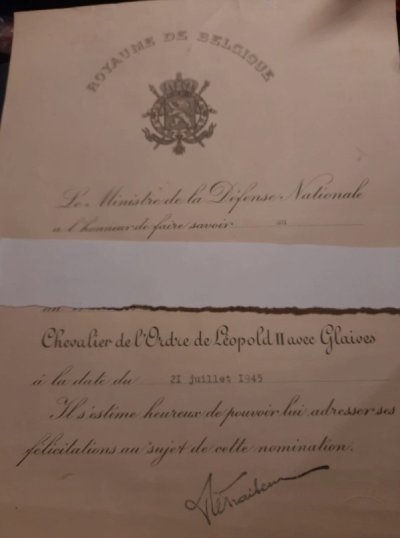 ROYAUME DE BELGIQUE
Le Ministre de la Défense Nationale
a l'honneur de faire savoir au
Chevalier de l'Ordre de Léopold II avec Glaives
à la date du 21 juillet 1945
Il s'estime heureux de pouvoir lui adresser ses
félicitations au sujet de cette nomination.